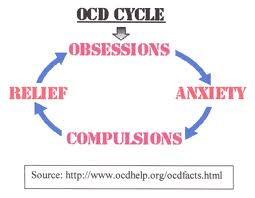 OCD CYCLE
OBSESSIONS
RELIEF ANXIETY
COMPULSIONS
Source: http://www.ocdhelp.org/ocdfacts.html